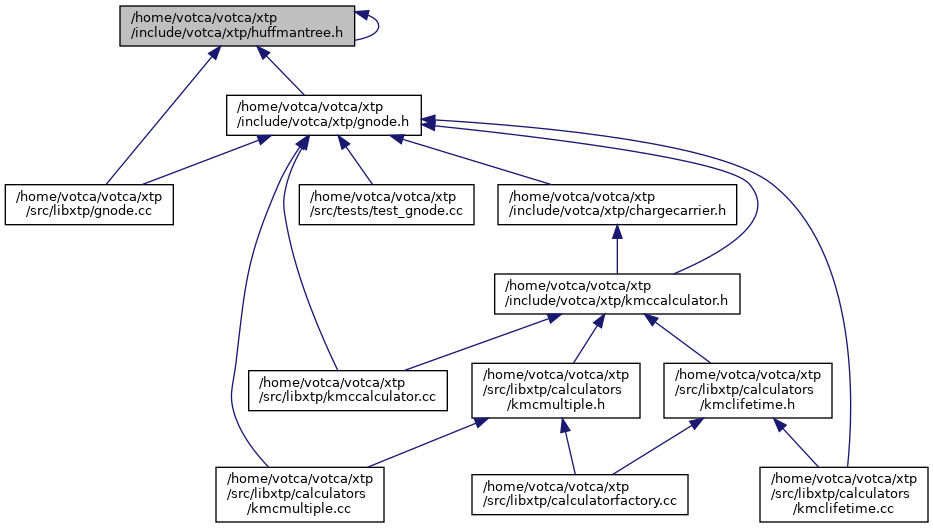 /home/votca/votca/xtp
/include/votca/xtp/huffmantree.h
/home/votca/votca/xtp
/include/votca/xtp/gnode.h
/home/votca/votca/xtp
/src/libxtp/gnode.cc
/home/votca/votca/xtp
/src/tests/test_gnode.cc
/home/votca/votca/xtp
/include/votca/xtp/chargecarrier.h
/home/votca/votca/xtp
/include/votca/xtp/kmccalculator.h
/home/votca/votca/xtp
/src/libxtp/kmccalculator.cc
/home/votca/votca/xtp
/src/libxtp/calculators
/kmcmultiple.h
/home/votca/votca/xtp
/src/libxtp/calculators
/kmclifetime.h
/home/votca/votca/xtp
/src/libxtp/calculators
/kmcmultiple.cc
/home/votca/votca/xtp
/src/libxtp/calculatorfactory.cc
/home/votca/votca/xtp
/src/libxtp/calculators
/kmclifetime.cc